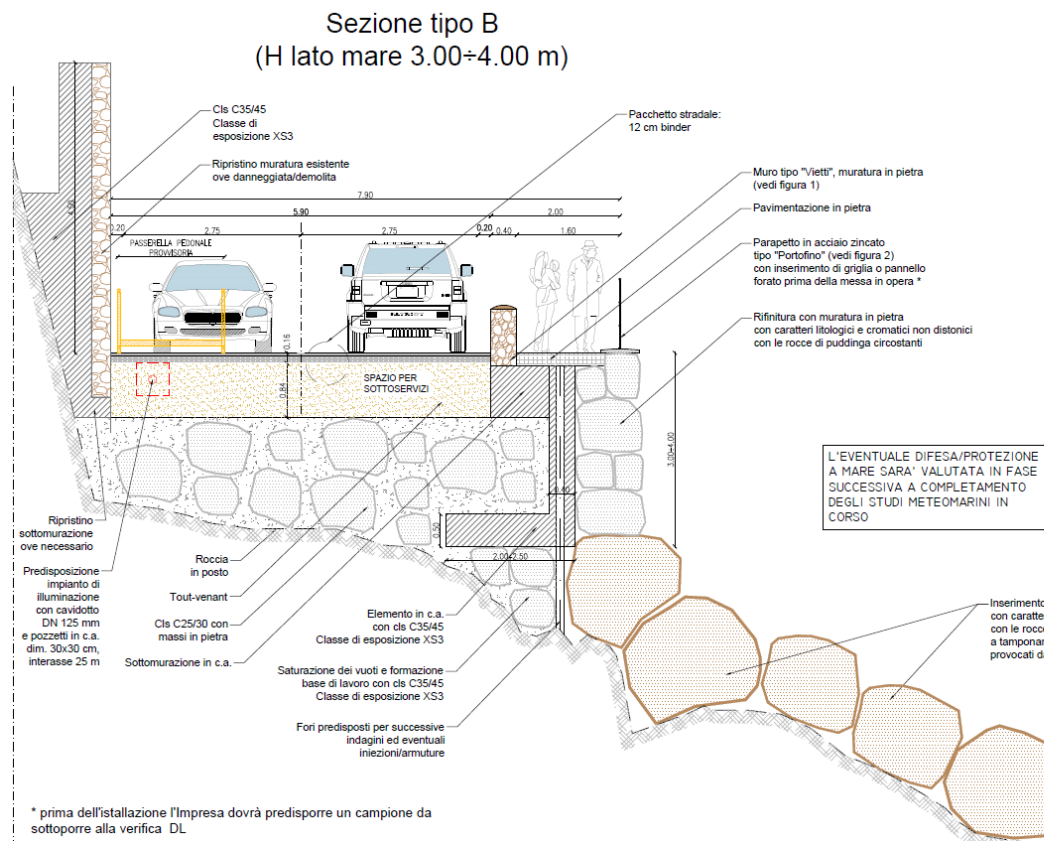 Sezione tipo B
(H lato mare 3.00÷4.00 m)
Cls C35/45
Classe di
esposizione XS3
Ripristino muratura esistente
ove danneggiata/demolita
Pacchetto stradale:
12 cm binder
Muro tipo "Vietti", muratura in pietra
(vedi figura 1)
Pavimentazione in pietra
Parapetto in acciaio zincato
tipo "Portofino" (vedi figura 2)
con inserimento di griglia o pannello
forato prima della messa in opera *
Rifinitura con muratura in pietra
con caratteri litologici e cromatici non distonici
con le rocce di puddinga circostanti
7.90
5.90
2.00
0.20
2.75
2.75
0.20
0.40
1.60
PASSERELLA PEDONALE
PROVVISORIA
PATRIOT
0.16
0.84
SPAZIO PER
SOTTOSERVIZI
3.00÷4.00
L'EVENTUALE DIFESA/PROTEZIONE
A MARE SARA' VALUTATA IN FASE
SUCCESSIVA A COMPLETAMENTO
DEGLI STUDI METEOMARINI IN
CORSO
0.50
2.00÷2.50
Ripristino
sottomurazione
ove necessario
Predisposizione
impianto di
illuminazione
con cavidotto
DN 125 mm
e pozzetti in c.a.
dim. 30x30 cm,
interasse 25 m
Roccia
in posto
Tout-venant
Cls C25/30 con
massi in pietra
Sottomurazione in c.a.
Elemento in c.a.
con cls C35/45
Classe di esposizione XS3
Saturazione dei vuoti e formazione
base di lavoro con cls C35/45
Classe di esposizione XS3
Fori predisposti per successive
indagini ed eventuali
iniezioni/armuture
Inserimento
con caratte
con le rocce
a tamponar
provocati da
* prima dell'istallazione l'Impresa dovrà predisporre un campione da
sottoporre alla verifica DL